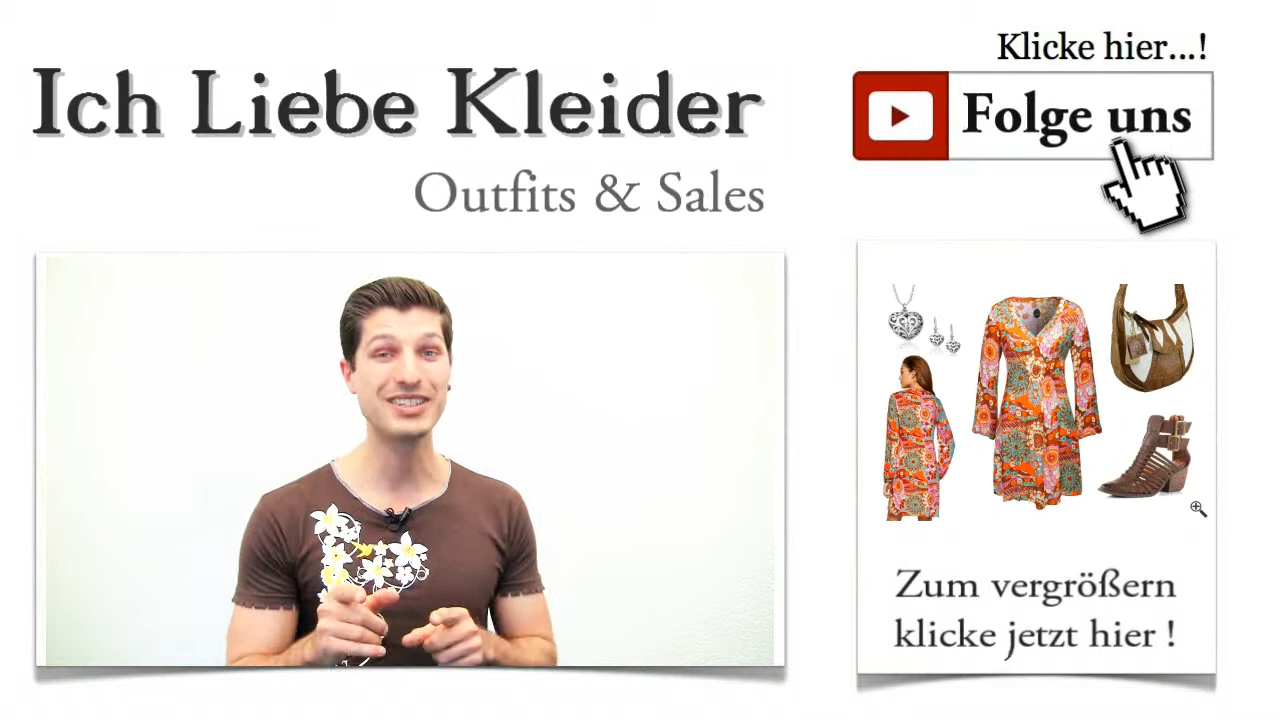 Ich Liebe Kleider
Outfits & Sales
Klicke hier...!
Folge uns
Zum vergrößern
klicke jetzt hier !